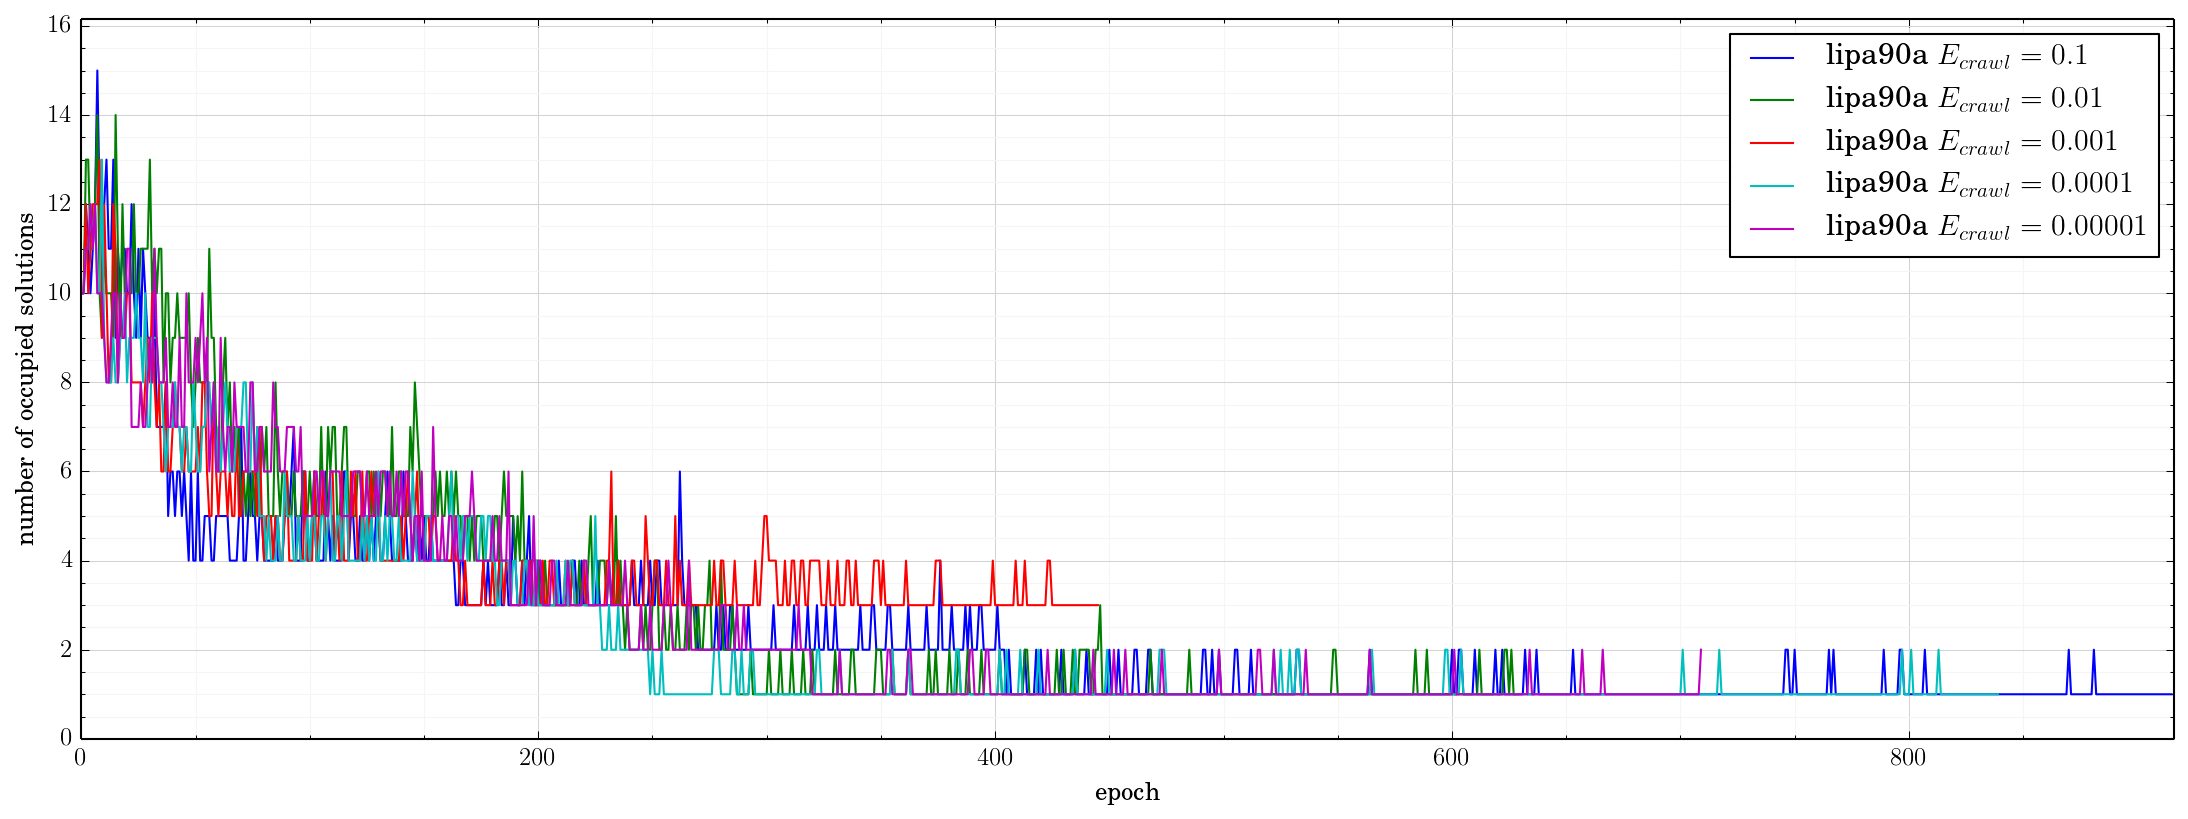 16
14
12
10
8
6
4
2
0
number of occupied solutions
lipa90a E_crawl = 0.1
lipa90a E_crawl = 0.01
lipa90a E_crawl = 0.001
lipa90a E_crawl = 0.0001
lipa90a E_crawl = 0.00001
0 200 400 600 800
epoch